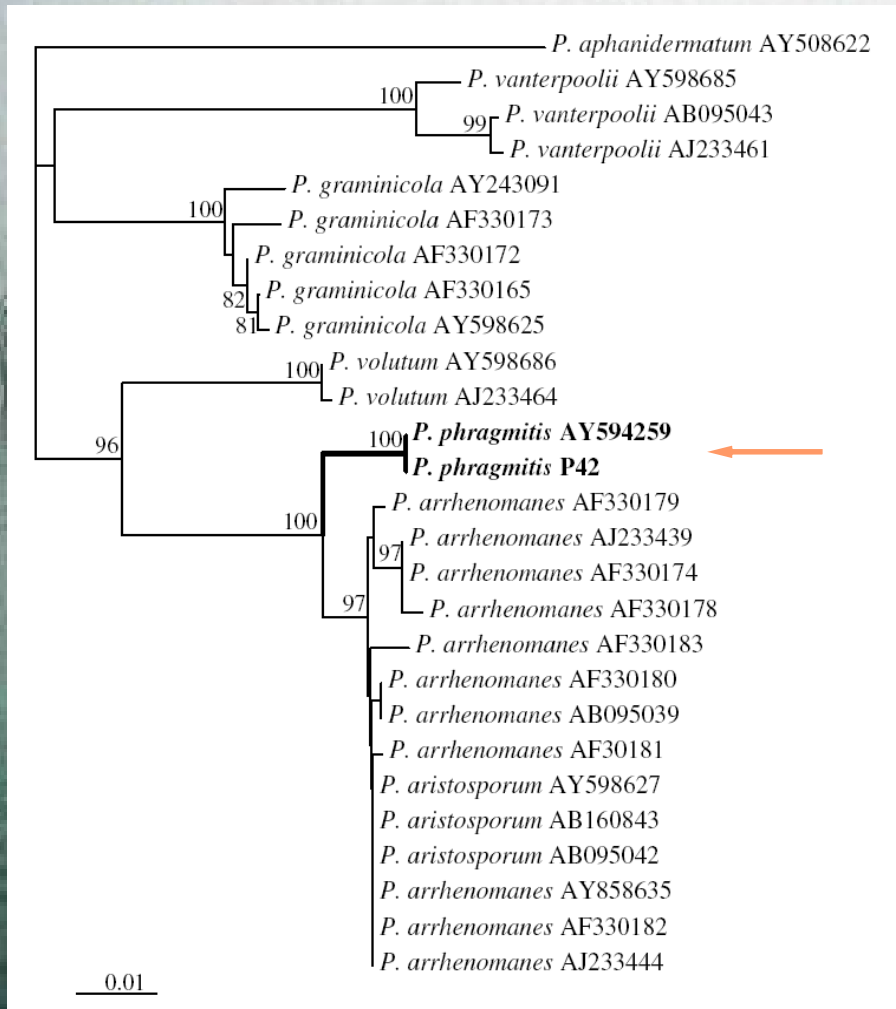 P. aphanidermatum AY508622
P. vanterpoolii AY598685
100
P. vanterpoolii AB095043
99
P. vanterpoolii AJ233461
P. graminicola AY243091
100
P. graminicola AF330173
P. graminicola AF330172
P. graminicola AF330165
82
P. graminicola AY598625
81
P. volutum AY598686
100
P. volutum AJ233464
P. phragmitis AY594259
100
96
P. phragmitis P42
P. arrhenomanes AF330179
100
P. arrhenomanes AJ233439
97
P. arrhenomanes AF330174
P. arrhenomanes AF330178
97
P. arrhenomanes AF330183
P. arrhenomanes AF330180
P. arrhenomanes AB095039
P. arrhenomanes AF30181
P. aristosporum AY598627
P. aristosporum AB160843
P. aristosporum AB095042
P. arrhenomanes AY858635
P. arrhenomanes AF330182
P. arrhenomanes AJ233444
0.01